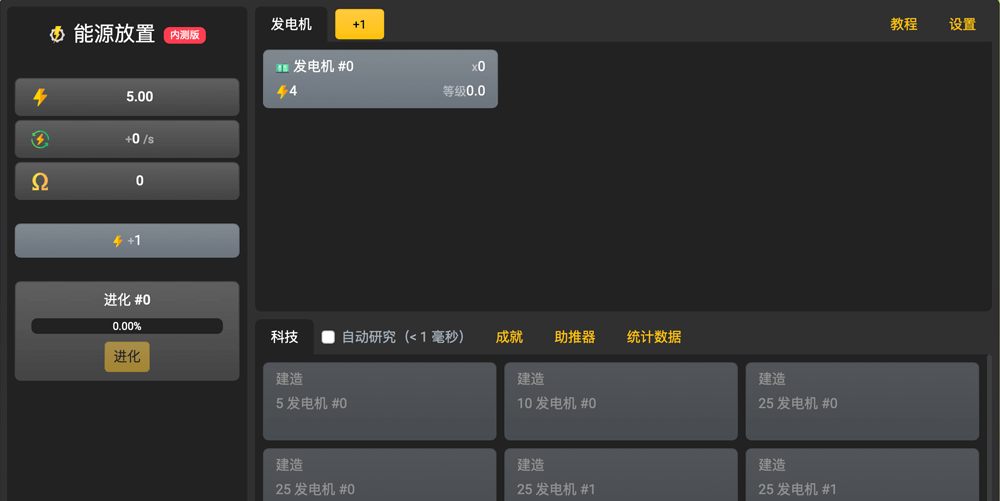 能源放置 内测版
5.00
+0 /s
0
+1
进化 #0
0.00%
进化
发电机 +1 教程 设置
发电机 #0 x0
4 等级0.0
科技 自动研究（< 1 毫秒） 成就 助推器 统计数据
建造 建造 建造
5 发电机 #0 10 发电机 #0 25 发电机 #0
建造 建造 建造
25 发电机 #0 25 发电机 #1 25 发电机 #1